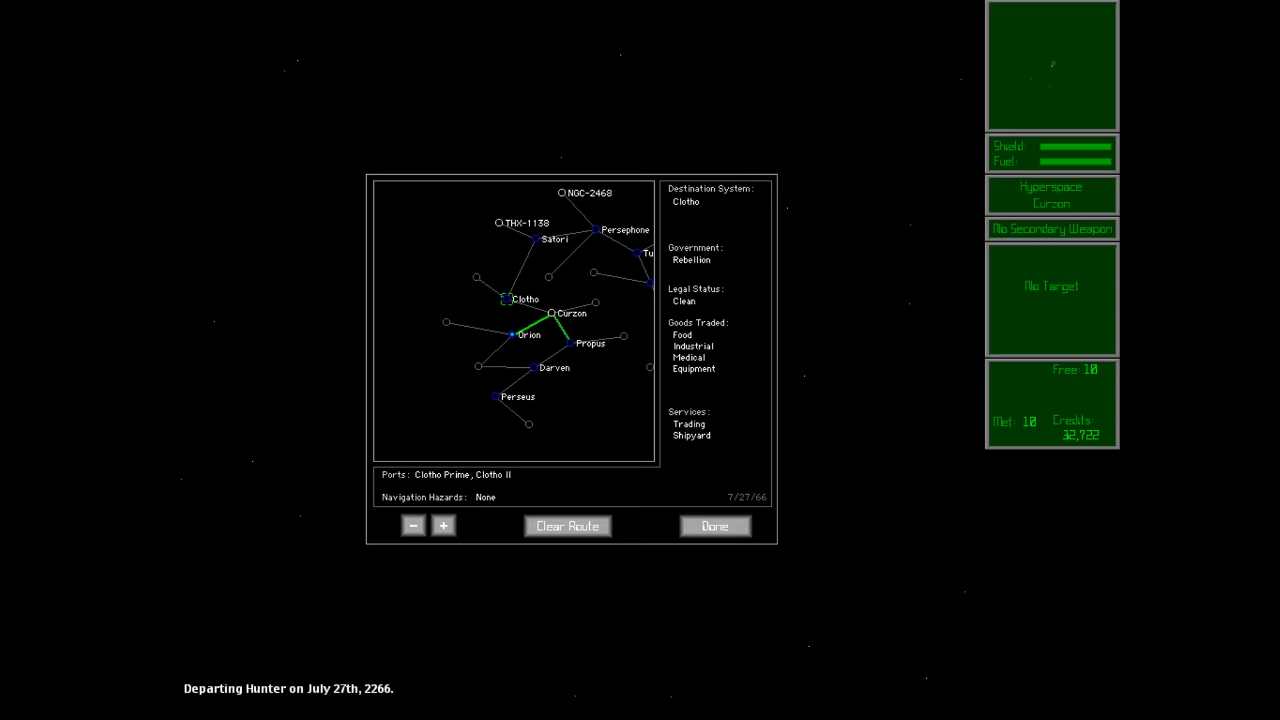 NGC-2468
THX-1138
Persephone
Satori
Tu
Clotho
Curzon
Orion
Propus
Darven
Perseus
Destination System:
Clotho
Government:
Rebellion
Legal Status:
Clean
Goods Traded:
Food
Industrial
Medical
Equipment
Services:
Trading
Shipyard
Ports: Clotho Prime, Clotho II
Navigation Hazards: None
7/27/66
-
+
Clear Route
Done
Shield:
Fuel:
Hyperspace
Curzon
No Secondary Weapon
No Target
Free: 10
Met: 10
Credits:
32,722
Departing Hunter on July 27th, 2266.